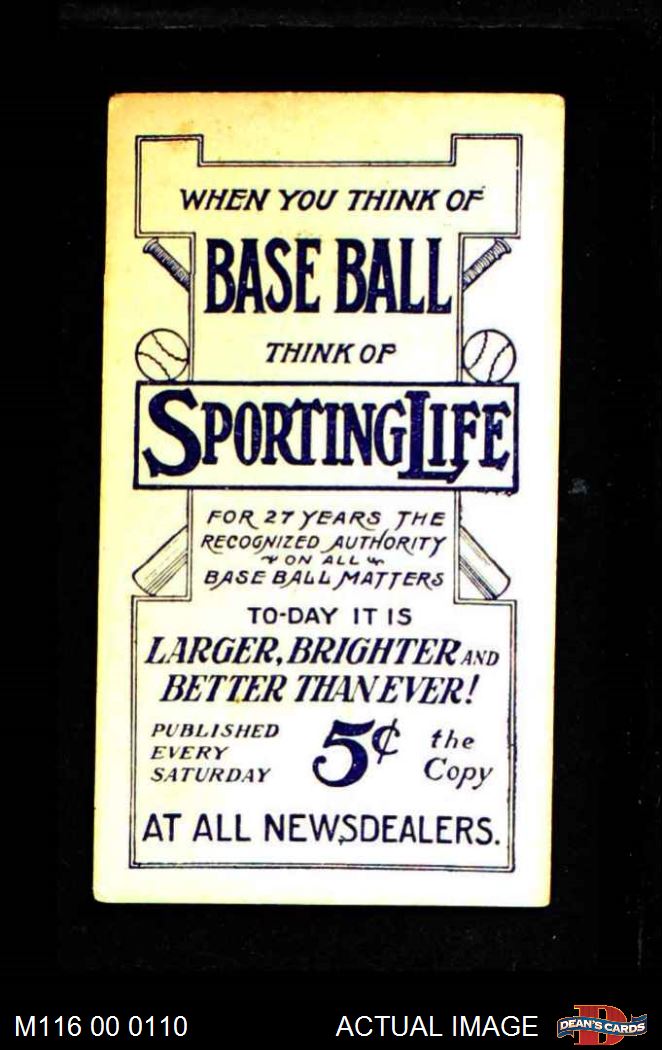 WHEN YOU THINK OF
BASE BALL
THINK OF
SPORTING LIFE
FOR 27 YEARS THE
RECOGNIZED AUTHORITY
ON ALL
BASE BALL MATTERS
TO-DAY IT IS
LARGER, BRIGHTER AND
BETTER THAN EVER!
PUBLISHED
EVERY
SATURDAY
5¢
the
Copy
AT ALL NEWSDEALERS.
M116 00 0110
ACTUAL IMAGE
D
DEAN'S CARDS